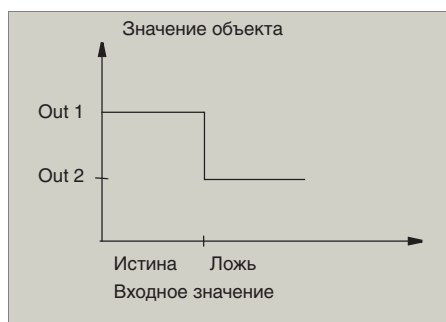 Значение объекта
Out 1
Out 2
Истина Ложь
Входное значение